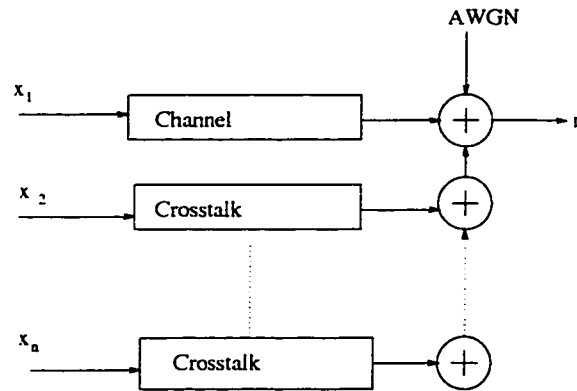 AWGN
x₁
Channel
r
x₂
Crosstalk
xₙ
Crosstalk